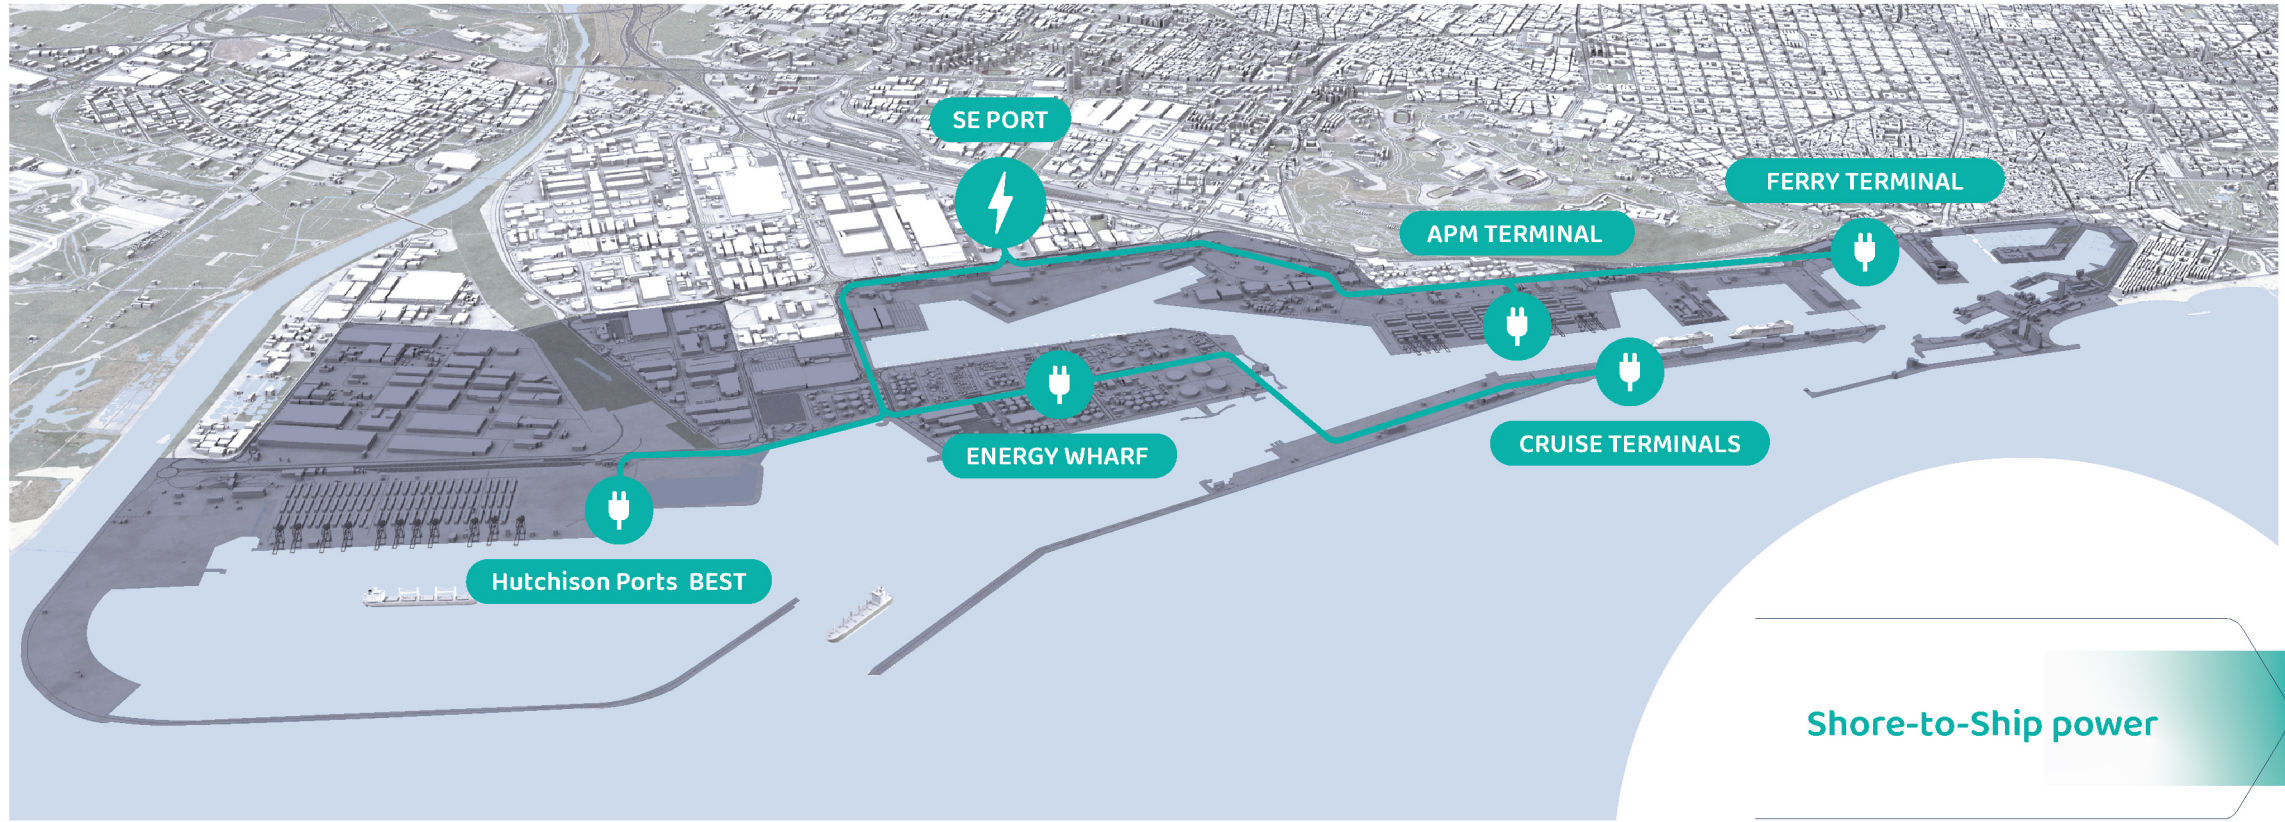 SE PORT
FERRY TERMINAL
APM TERMINAL
CRUISE TERMINALS
ENERGY WHARF
Hutchison Ports BEST
Shore-to-Ship power